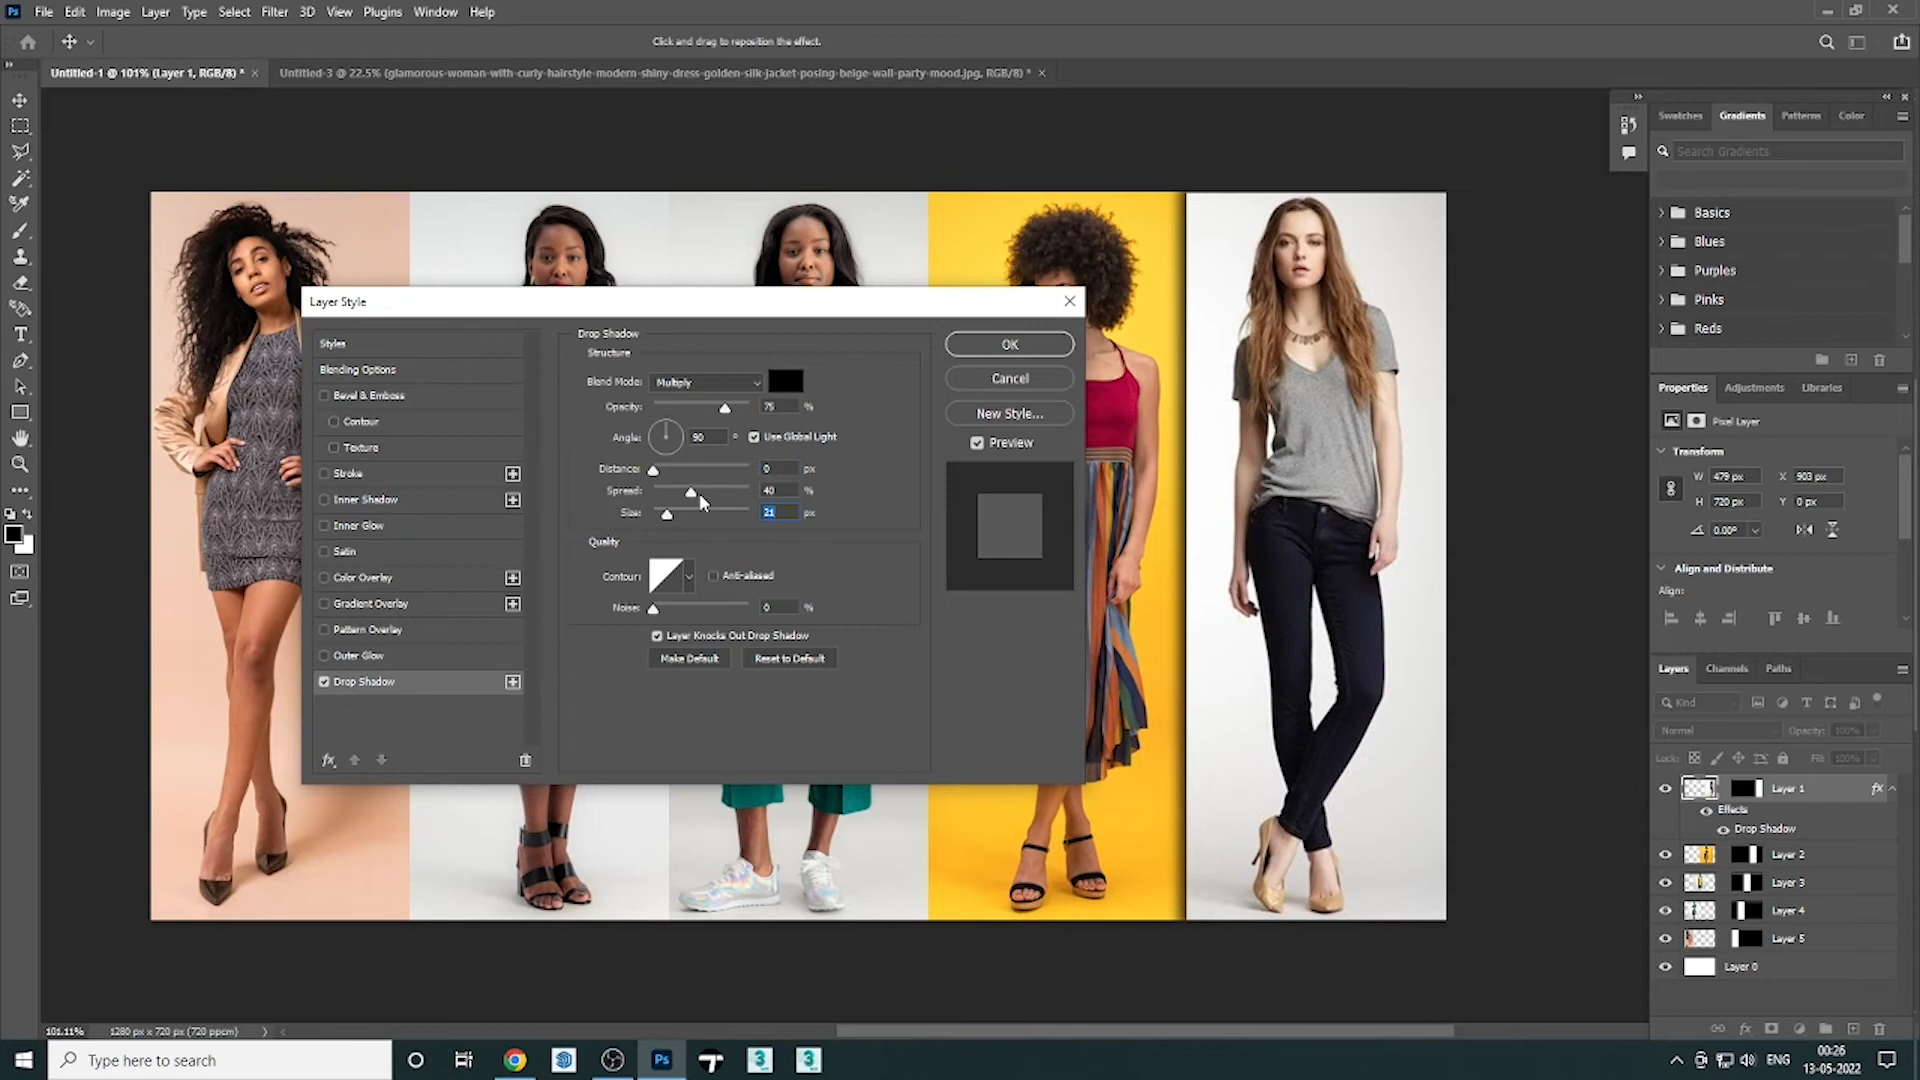 Ps File Edit Image Layer Type Select Filter 3D View Plugins Window Help
Click and drag to reposition the effect.
Untitled-1 @ 101% (Layer 1, RGB/8) * × Untitled-3 @ 22.5% (glamorous-woman-with-curly-hairstyle-modern-shiny-dress-golden-silk-jacket-posing-beige-wall-party-mood.jpg, RGB/8) * ×
Swatches Gradients Patterns Color
Search Gradients
Basics
Blues
Purples
Pinks
Reds
Layer Style
Styles
Blending Options
Bevel & Emboss
Contour
Texture
Stroke
Inner Shadow
Inner Glow
Satin
Color Overlay
Gradient Overlay
Pattern Overlay
Outer Glow
Drop Shadow
fx
Drop Shadow
Structure
Blend Mode: Multiply
Opacity: 75 %
Angle: 90 ° Use Global Light
Distance: 0 px
Spread: 40 %
Size: 21 px
Quality
Contour: Anti-aliased
Noise: 0 %
Layer Knocks Out Drop Shadow
Make Default Reset to Default
OK
Cancel
New Style...
Preview
Properties Adjustments Libraries
Pixel Layer
Transform
W 479 px X 903 px
H 720 px Y 0 px
0.00°
Align and Distribute
Align:
Layers Channels Paths
Kind
Normal Opacity: 100%
Lock: Fill: 100%
Layer 1 fx
Effects
Drop Shadow
Layer 2
Layer 3
Layer 4
Layer 5
Layer 0
fx
101.11% 1280 px x 720 px (720 ppcm)
Type here to search Ps 3 3 ENG 00:26
13-05-2022